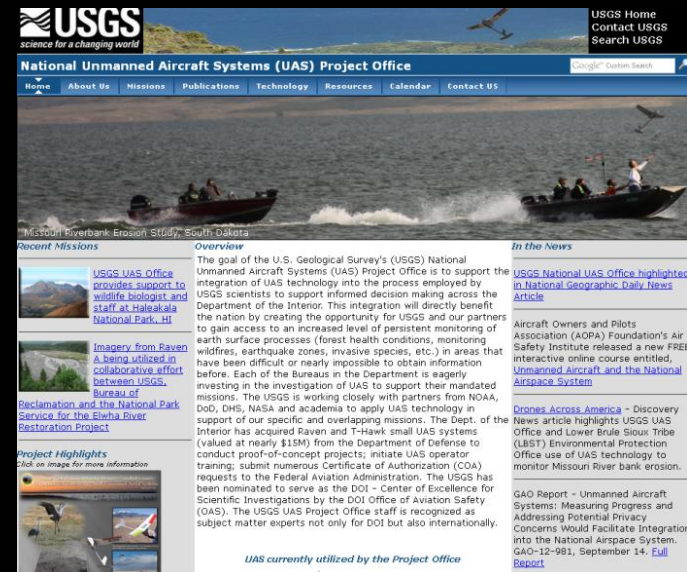 USGS
science for a changing world
USGS Home
Contact USGS
Search USGS
National Unmanned Aircraft Systems (UAS) Project Office
Google™ Custom Search
Home About Us Missions Publications Technology Resources Calendar Contact US
Missouri Riverbank Erosion Study, South Dakota
Recent Missions
USGS UAS Office
provides support to
wildlife biologist and
staff at Haleakala
National Park, HI
Imagery from Raven
A being utilized in
collaborative effort
between USGS,
Bureau of
Reclamation and the National Park
Service for the Elwha River
Restoration Project
Project Highlights
Click on image for more information
Overview
The goal of the U.S. Geological Survey's (USGS) National
Unmanned Aircraft Systems (UAS) Project Office is to support the
integration of UAS technology into the process employed by
USGS scientists to support informed decision making across the
Department of the Interior. This integration will directly benefit
the nation by creating the opportunity for USGS and our partners
to gain access to an increased level of persistent monitoring of
earth surface processes (forest health conditions, monitoring
wildfires, earthquake zones, invasive species, etc.) in areas that
have been difficult or nearly impossible to obtain information
before. Each of the Bureaus in the Department is eagerly
investing in the investigation of UAS to support their mandated
missions. The USGS is working closely with partners from NOAA,
DoD, DHS, NASA and academia to apply UAS technology in
support of our specific and overlapping missions. The Dept. of the
Interior has acquired Raven and T-Hawk small UAS systems
(valued at nearly $15M) from the Department of Defense to
conduct proof-of-concept projects; initiate UAS operator
training; submit numerous Certificate of Authorization (COA)
requests to the Federal Aviation Administration. The USGS has
been nominated to serve as the DOI - Center of Excellence for
Scientific Investigations by the DOI Office of Aviation Safety
(OAS). The USGS UAS Project Office staff is recognized as
subject matter experts not only for DOI but also internationally.
UAS currently utilized by the Project Office
In the News
USGS National UAS Office highlighted
in National Geographic Daily News
Article
Aircraft Owners and Pilots
Association (AOPA) Foundation's Air
Safety Institute released a new FREE
interactive online course entitled,
Unmanned Aircraft and the National
Airspace System
Drones Across America - Discovery
News article highlights USGS UAS
Office and Lower Brule Sioux Tribe
(LBST) Environmental Protection
Office use of UAS technology to
monitor Missouri River bank erosion.
GAO Report - Unmanned Aircraft
Systems: Measuring Progress and
Addressing Potential Privacy
Concerns Would Facilitate Integration
into the National Airspace System.
GAO-12-981, September 14. Full
Report